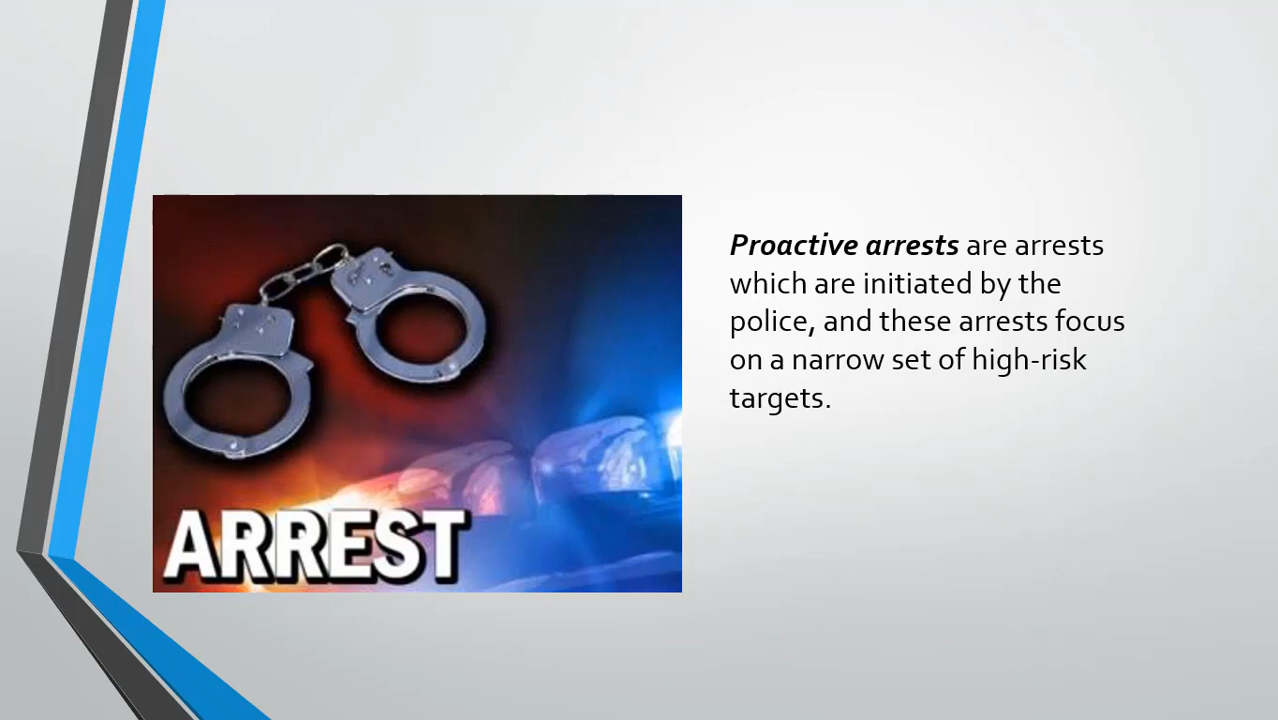 ARREST
Proactive arrests are arrests
which are initiated by the
police, and these arrests focus
on a narrow set of high-risk
targets.